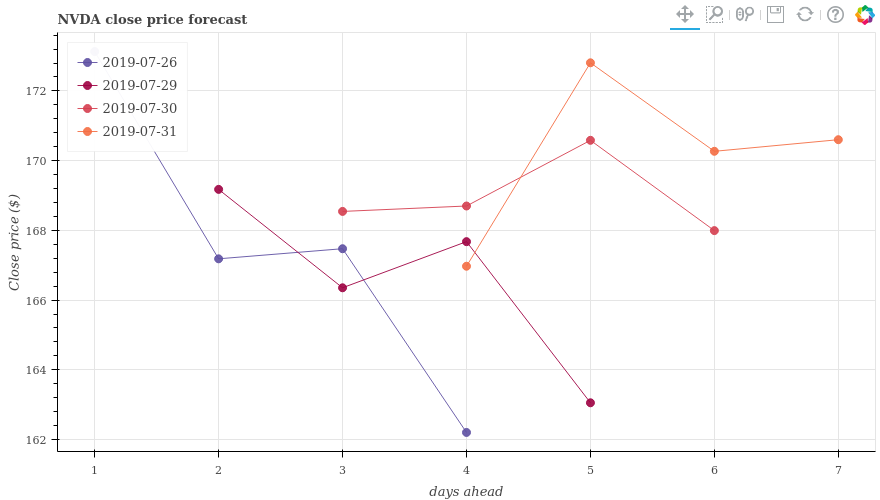 NVDA close price forecast
2019-07-26
2019-07-29
2019-07-30
2019-07-31
172
170
168
166
164
162
Close price ($)
1 2 3 4 5 6 7
days ahead